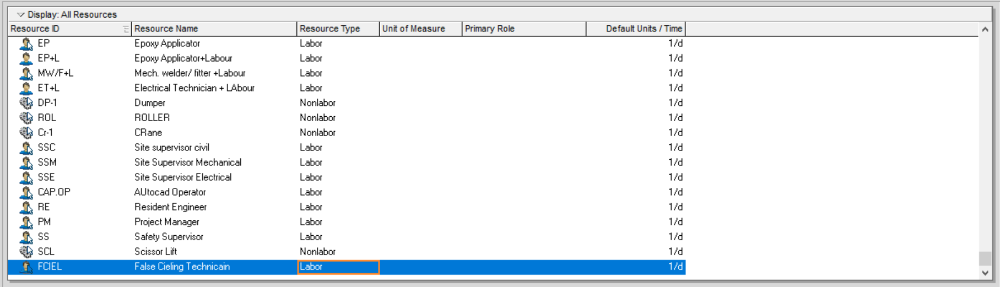 Display: All Resources
Resource ID Resource Name Resource Type Unit of Measure Primary Role Default Units / Time
EP Epoxy Applicator Labor 1/d
EP+L Epoxy Applicator+Labour Labor 1/d
MW/F+L Mech. welder/ fitter +Labour Labor 1/d
ET+L Electrical Technician + LAbour Labor 1/d
DP-1 Dumper Nonlabor 1/d
ROL ROLLER Nonlabor 1/d
Cr-1 CRane Nonlabor 1/d
SSC Site supervisor civil Labor 1/d
SSM Site Supervisor Mechanical Labor 1/d
SSE Site Supervisor Electrical Labor 1/d
CAP.OP AUtocad Operator Labor 1/d
RE Resident Engineer Labor 1/d
PM Project Manager Labor 1/d
SS Safety Supervisor Labor 1/d
SCL Scissor Lift Nonlabor 1/d
FCIEL False Cieling Technicain Labor 1/d